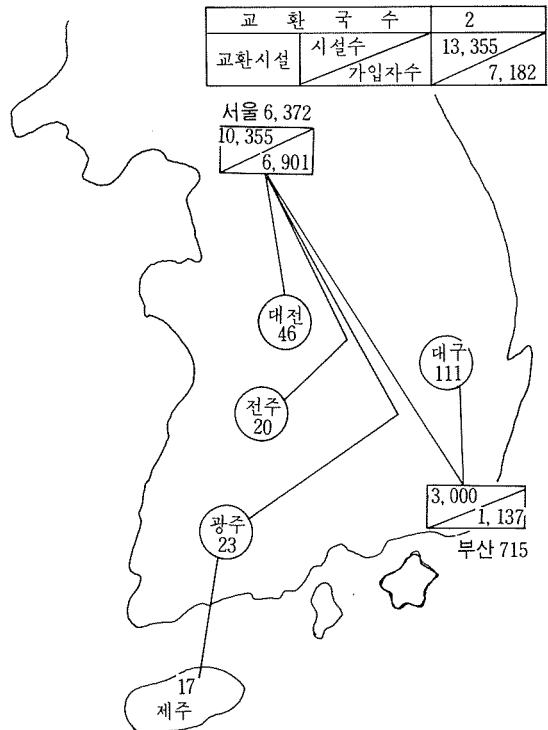 교 환 국 수 2
교환시설 시설수 13,355
가입자수 7,182
서울 6,372
10,355
6,901
대전
46
대구
111
전주
20
3,000
1,137
부산 715
광주
23
17
제주